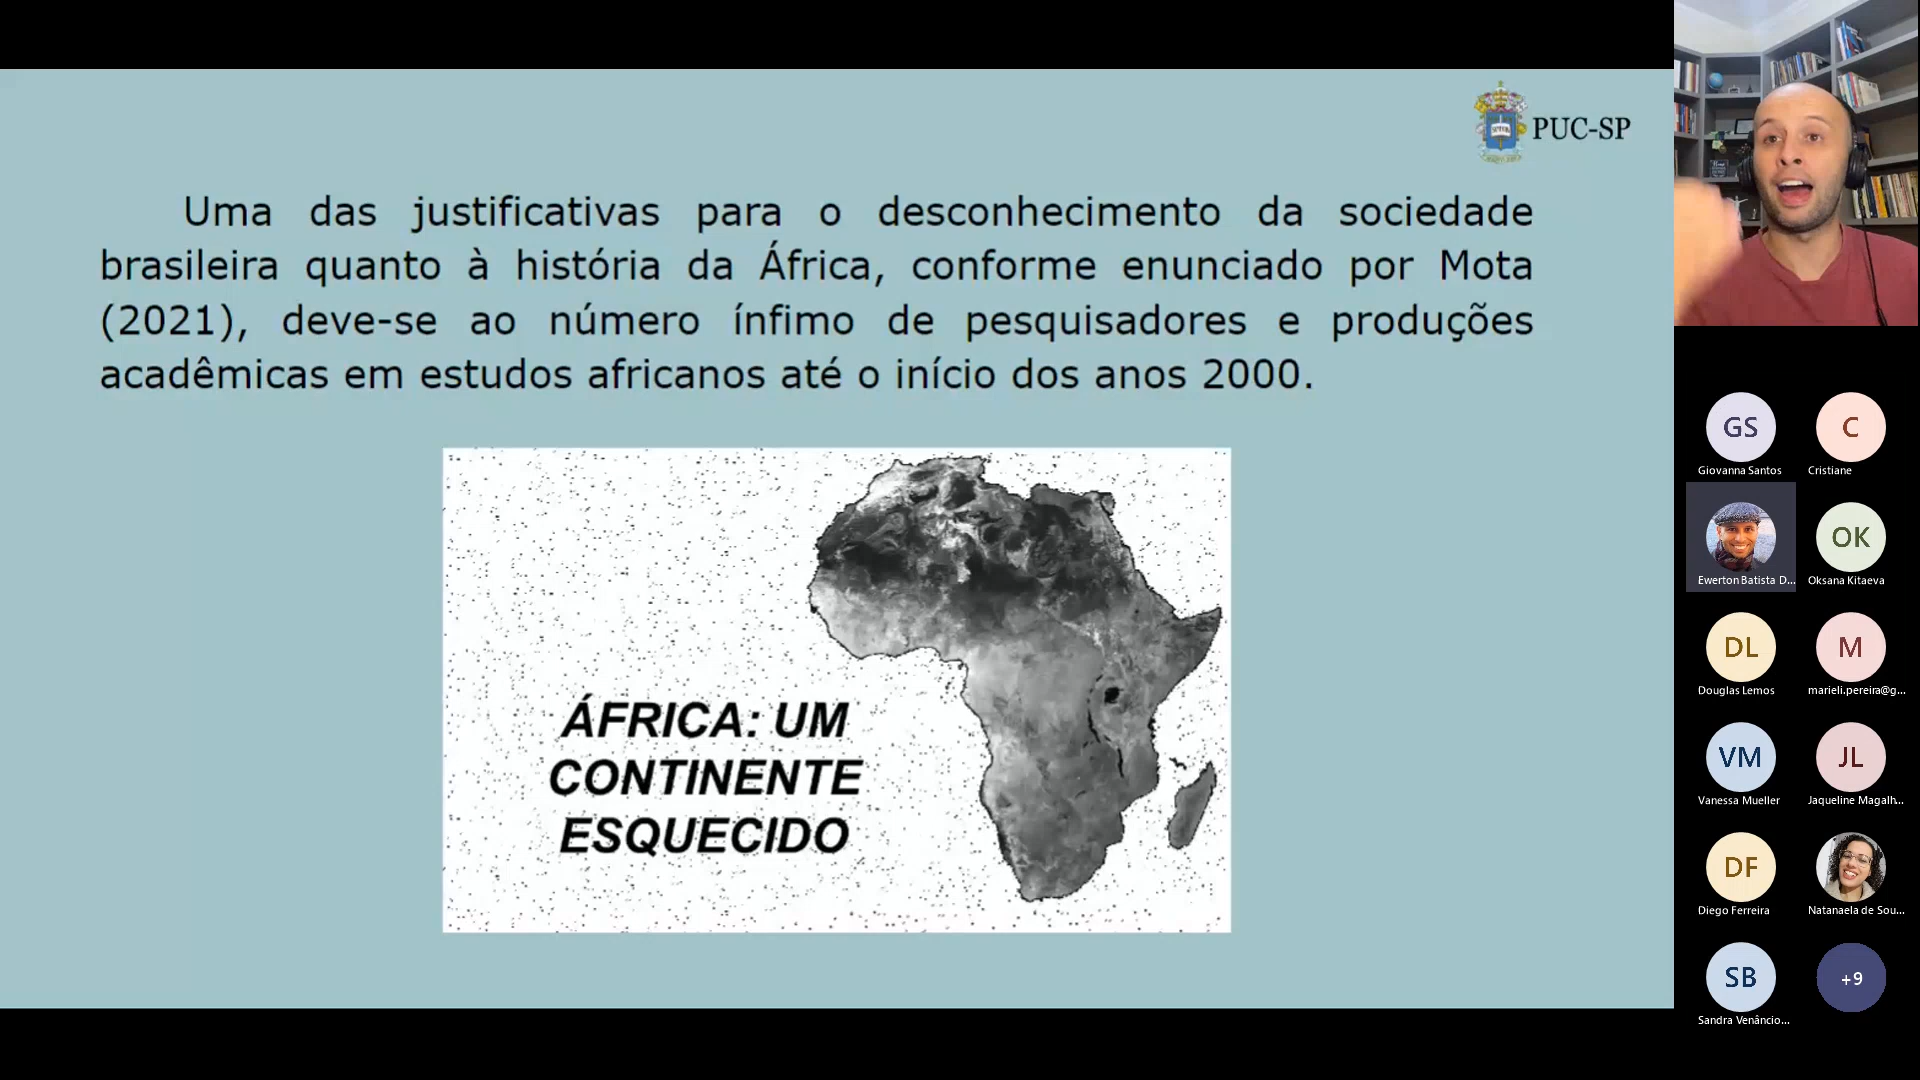 PUC-SP
Uma das justificativas para o desconhecimento da sociedade
brasileira quanto à história da África, conforme enunciado por Mota
(2021), deve-se ao número ínfimo de pesquisadores e produções
acadêmicas em estudos africanos até o início dos anos 2000.
ÁFRICA: UM
CONTINENTE
ESQUECIDO
GS
Giovanna Santos
C
Cristiane
Ewerton Batista D...
OK
Oksana Kitaeva
DL
Douglas Lemos
M
marieli.pereira@g...
VM
Vanessa Mueller
JL
Jaqueline Magalh...
DF
Diego Ferreira
Natanaela de Sou...
SB
Sandra Venâncio...
+9